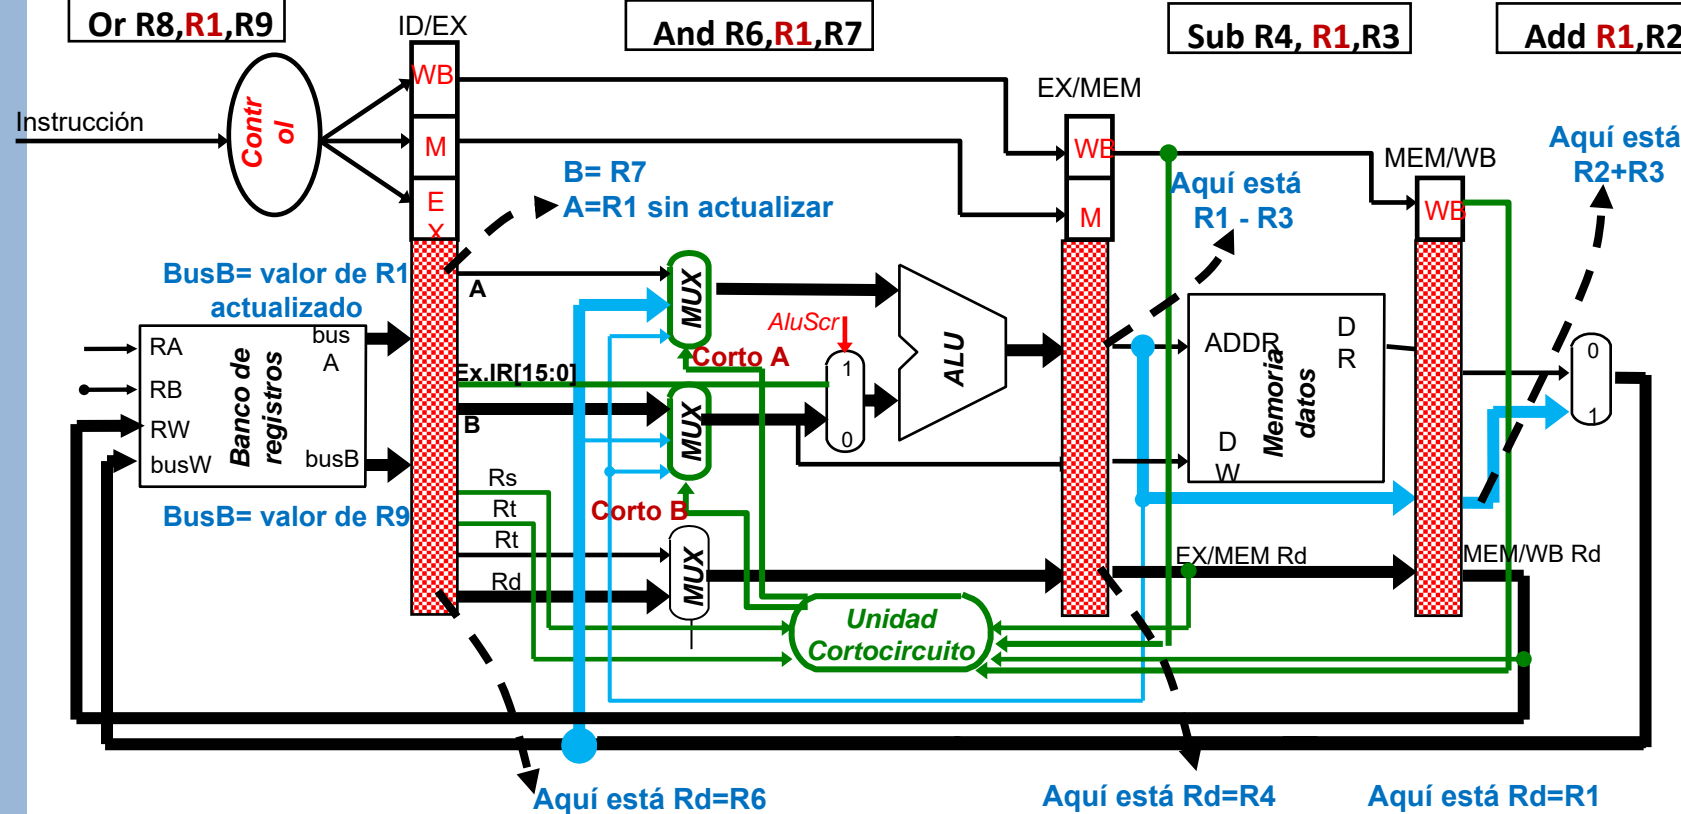 Or R8,R1,R9
ID/EX
And R6,R1,R7
Sub R4, R1,R3
Add R1,R2
EX/MEM
MEM/WB
Instrucción
Contr
ol
WB
M
E
X
B= R7
A=R1 sin actualizar
WB
M
Aquí está
R1 - R3
WB
Aquí está
R2+R3
BusB= valor de R1
actualizado
A
MUX
AluScr
Corto A
ALU
1
0
Ex.IR[15:0]
B
MUX
RA
RB
RW
busW
Banco de
registros
bus
A
busB
BusB= valor de R9
ADDR
D
R
D
W
Memoria
datos
0
1
Rs
Rt
Rt
Rd
Corto B
MUX
EX/MEM Rd
MEM/WB Rd
Unidad
Cortocircuito
Aquí está Rd=R6
Aquí está Rd=R4
Aquí está Rd=R1